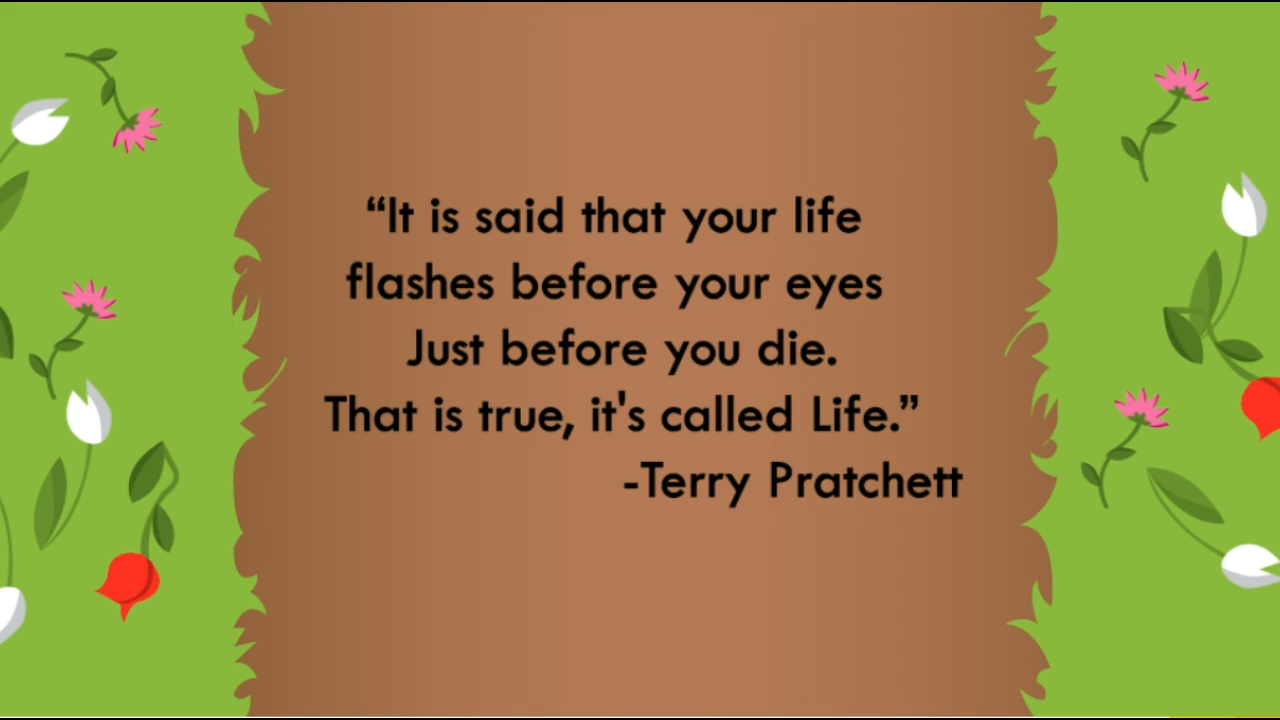 “It is said that your life
flashes before your eyes
Just before you die.
That is true, it's called Life.”
-Terry Pratchett